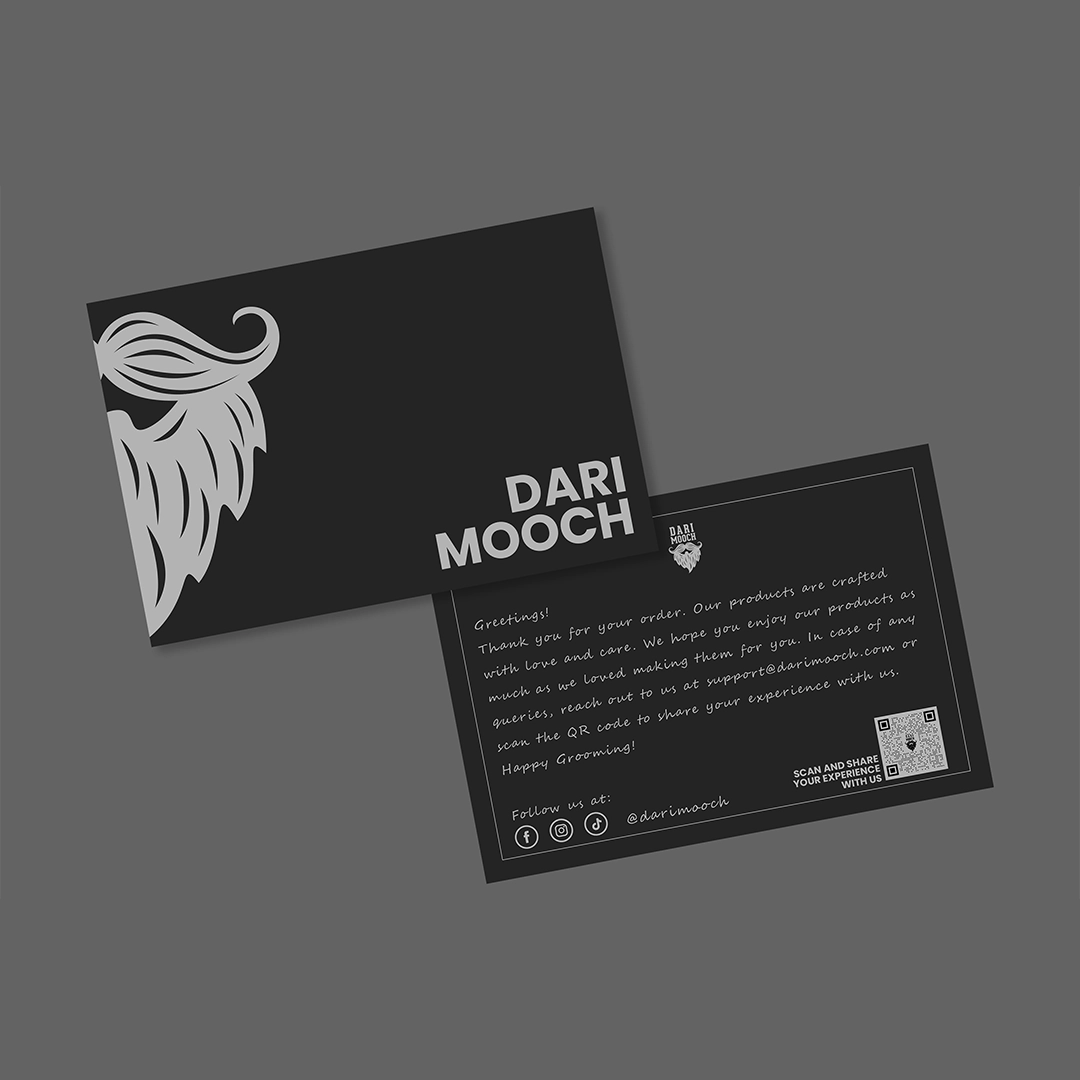 DARI
MOOCH
DARI
MOOCH
Greetings!
Thank you for your order. Our products are crafted
with love and care. We hope you enjoy our products as
much as we loved making them for you. In case of any
queries, reach out to us at support@darimooch.com or
scan the QR code to share your experience with us.
Happy Grooming!
SCAN AND SHARE
YOUR EXPERIENCE
WITH US
Follow us at:
@darimooch